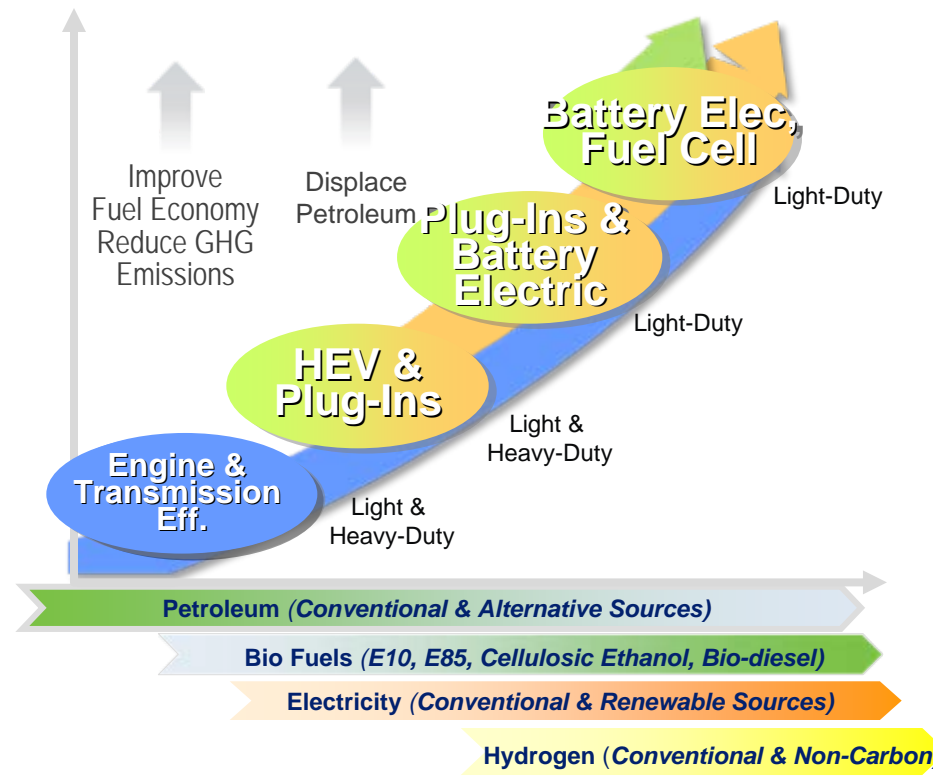 Battery Elec,
Fuel Cell
Light-Duty
Improve
Fuel Economy
Reduce GHG
Emissions
Displace
Petroleum
Plug-Ins &
Battery
Electric
Light-Duty
HEV &
Plug-Ins
Light &
Heavy-Duty
Engine &
Transmission
Eff.
Light &
Heavy-Duty
Petroleum (Conventional & Alternative Sources)
Bio Fuels (E10, E85, Cellulosic Ethanol, Bio-diesel)
Electricity (Conventional & Renewable Sources)
Hydrogen (Conventional & Non-Carbon